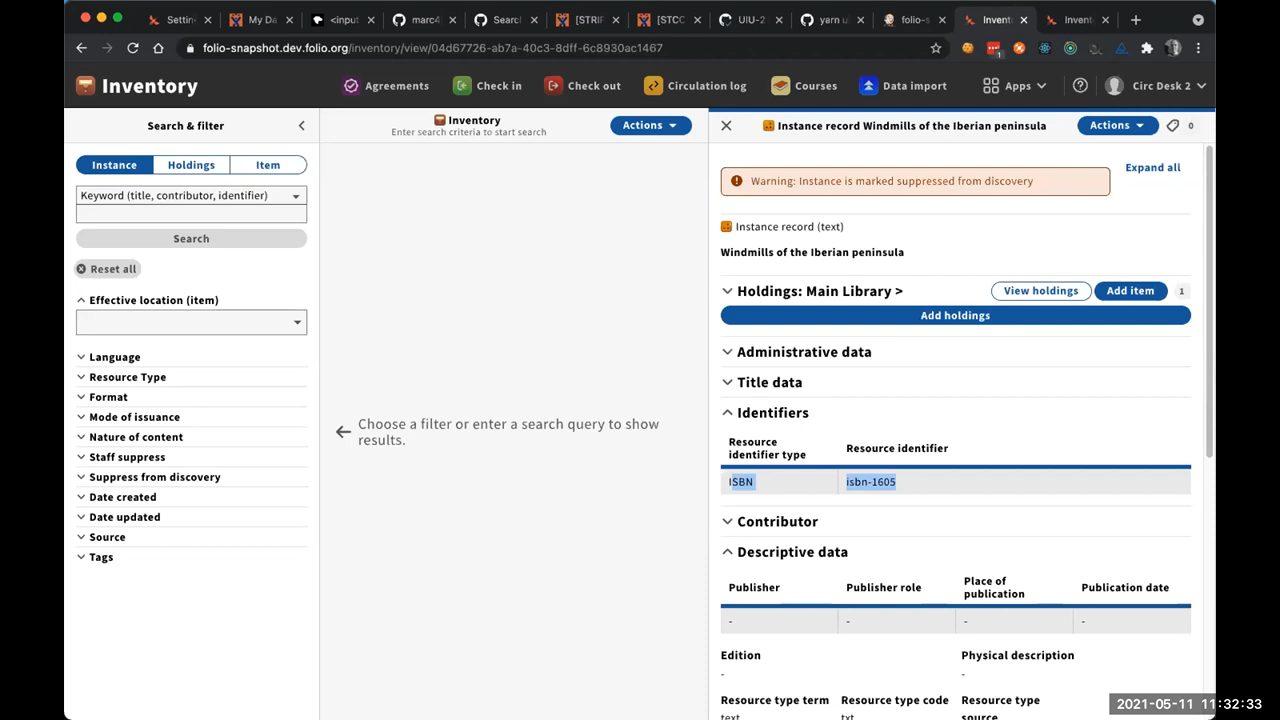 Settin
My Da
<input
marc4
Searcl
[STRIF
[STCC
UIU-2
yarn u
folio-s
Invent
Invent
folio-snapshot.dev.folio.org/inventory/view/04d67726-ab7a-40c3-8dff-6c8930ac1467
1
Inventory
Agreements
Check in
Check out
Circulation log
Courses
Data import
Apps
Circ Desk 2
Search & filter
Inventory
Enter search criteria to start search
Actions
Instance record Windmills of the Iberian peninsula
Actions
0
Instance
Holdings
Item
Keyword (title, contributor, identifier)
Search
Reset all
Effective location (item)
Language
Resource Type
Format
Mode of issuance
Nature of content
Staff suppress
Suppress from discovery
Date created
Date updated
Source
Tags
Choose a filter or enter a search query to show
results.
Expand all
Warning: Instance is marked suppressed from discovery
Instance record (text)
Windmills of the Iberian peninsula
Holdings: Main Library >
View holdings
Add item
1
Add holdings
Administrative data
Title data
Identifiers
Resource
identifier type
Resource identifier
ISBN
isbn-1605
Contributor
Descriptive data
Publisher
Publisher role
Place of
publication
Publication date
-
-
-
-
Edition
Physical description
-
-
Resource type term
Resource type code
Resource type
source
text
txt
2021-05-11 11:32:33